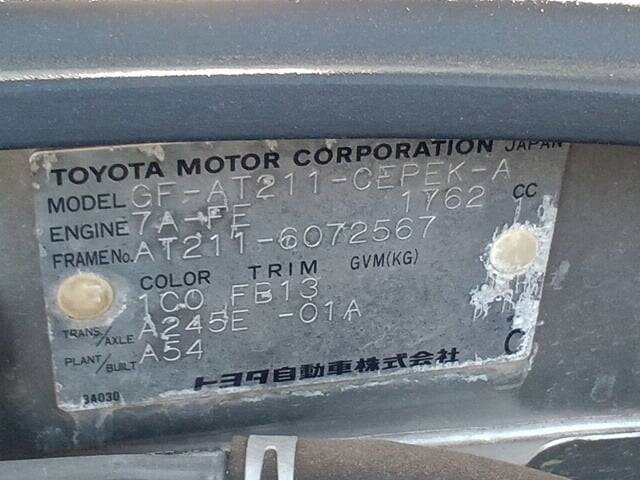 TOYOTA MOTOR CORPORATION JAPAN
MODEL GF-AT211-CEPEK-A
ENGINE 7A-FE 1762 CC
FRAME No. AT211-6072567
COLOR TRIM GVM(KG)
1C0 FB13
TRANS./AXLE A245E -01A
PLANT/BUILT A54
トヨタ自動車株式会社 C
3A030